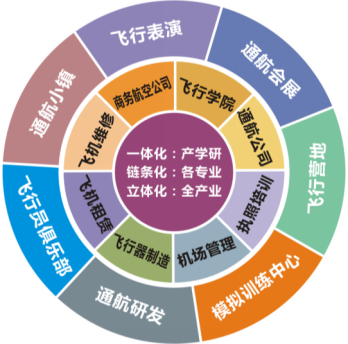 飞行表演
通航会展
飞行营地
模拟训练中心
通航研发
飞行员俱乐部
通航小镇
商务航空公司
飞行学院
通航公司
执照培训
机场管理
飞行器制造
飞机租赁
飞机维修
一体化：产学研
链条化：各专业
立体化：全产业